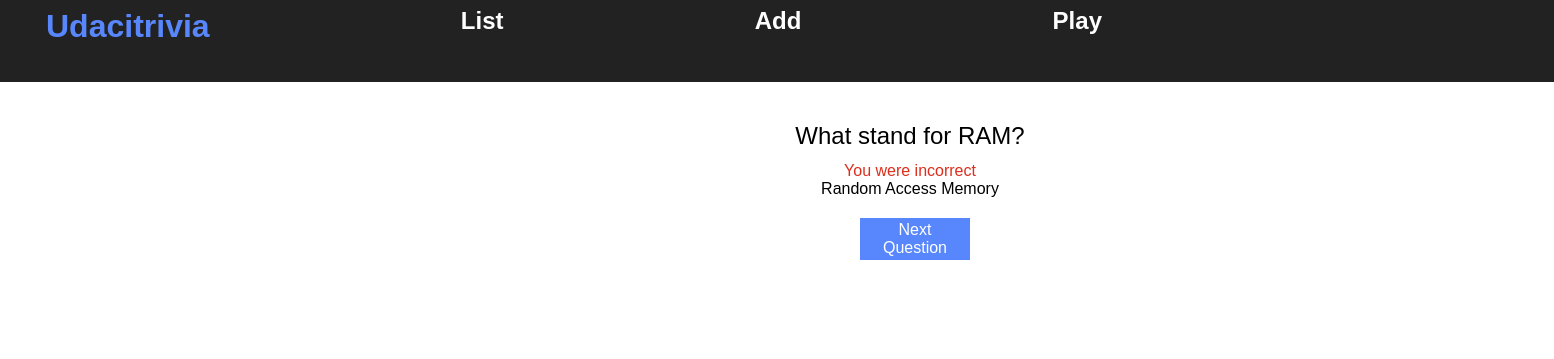 Udacitrivia
List
Add
Play
What stand for RAM?
You were incorrect
Random Access Memory
Next
Question